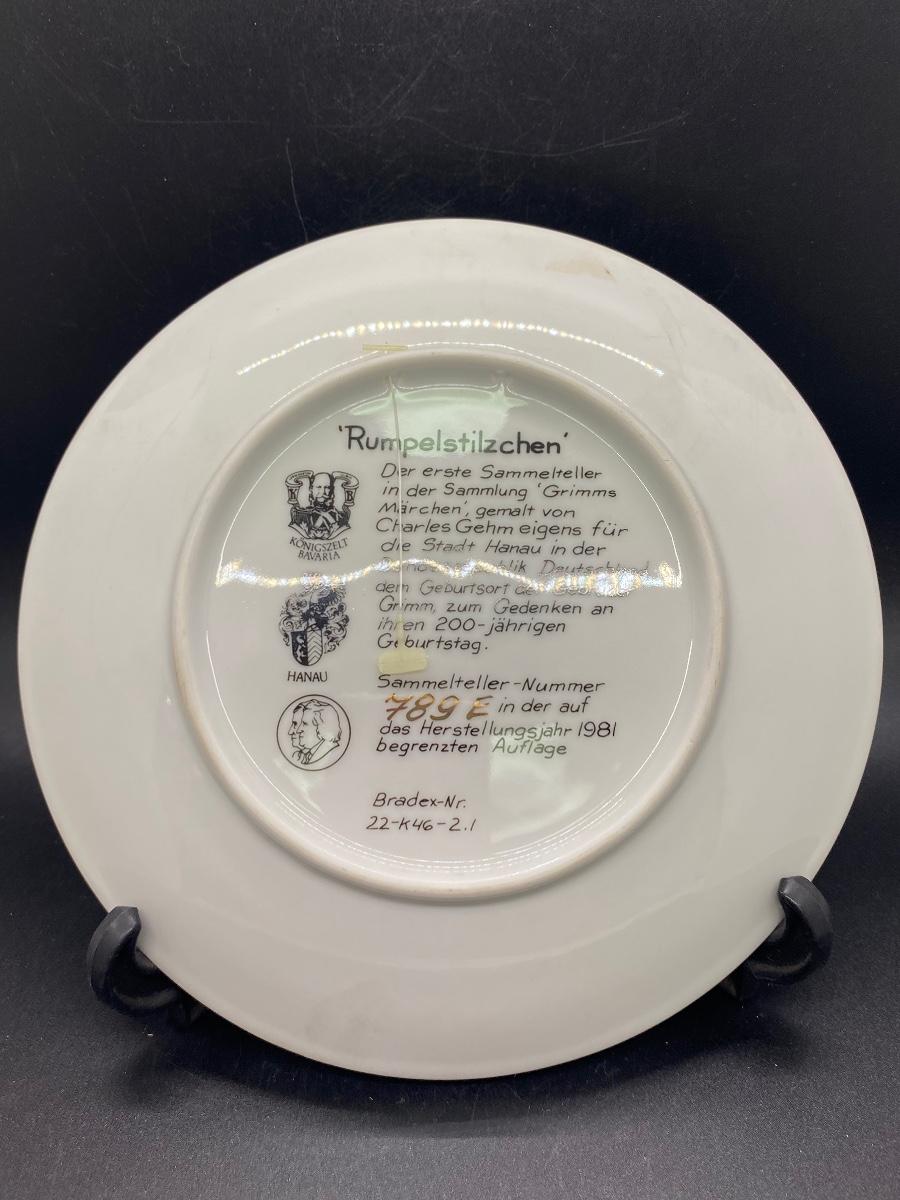 'Rumpelstilzchen'
Der erste Sammelteller
in der Sammlung 'Grimms
Märchen', gemalt von
Charles Gehm eigens für
die Stadt Hanau in der
Deutschland
dem Geburtsort der
Grimm, zum Gedenken an
ihren 200-jährigen
Geburtstag.
KÖNIGSZELT
BAVARIA
HANAU
Sammelteller-Nummer
789 E in der auf
das Herstellungsjahr 1981
begrenzten Auflage
Bradex-Nr.
22-K46-2.1